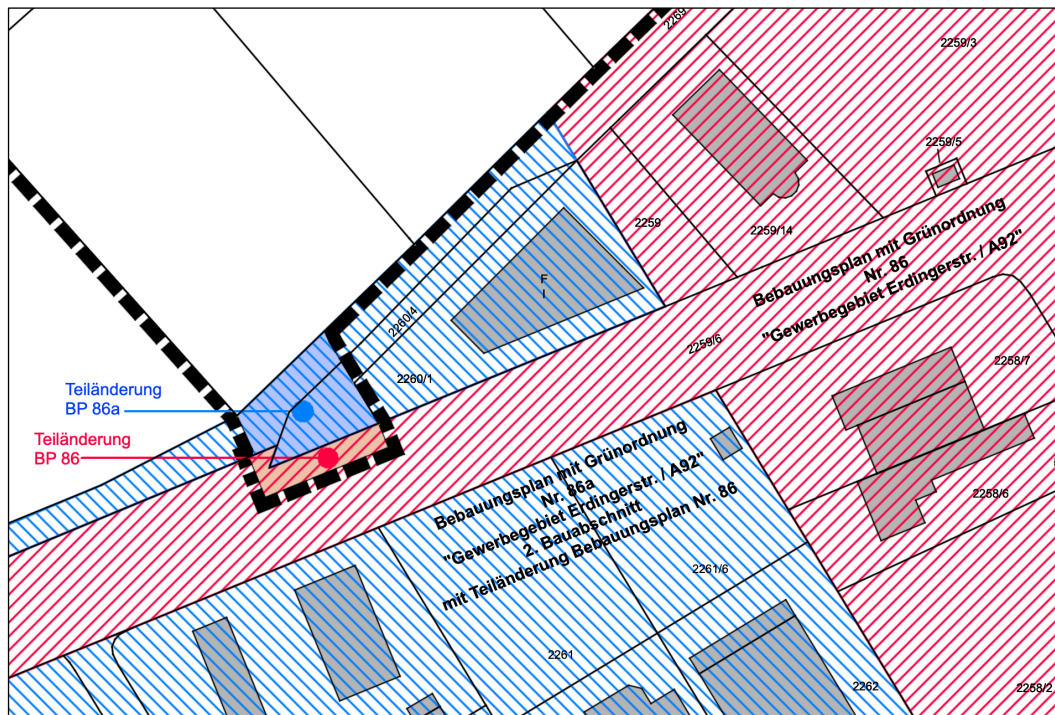 2269
2259/3
2259/5
2259
2259/14
Bebauungsplan mit Grünordnung
Nr. 86
"Gewerbegebiet Erdingerstr. / A92"
F
I
2260/4
2259/6
2260/1
2258/7
Teiländerung
BP 86a
Teiländerung
BP 86
Bebauungsplan mit Grünordnung
Nr. 86a
"Gewerbegebiet Erdingerstr. / A92"
2. Bauabschnitt
mit Teiländerung Bebauungsplan Nr. 86
2258/6
2261/6
2261
2262
2258/2